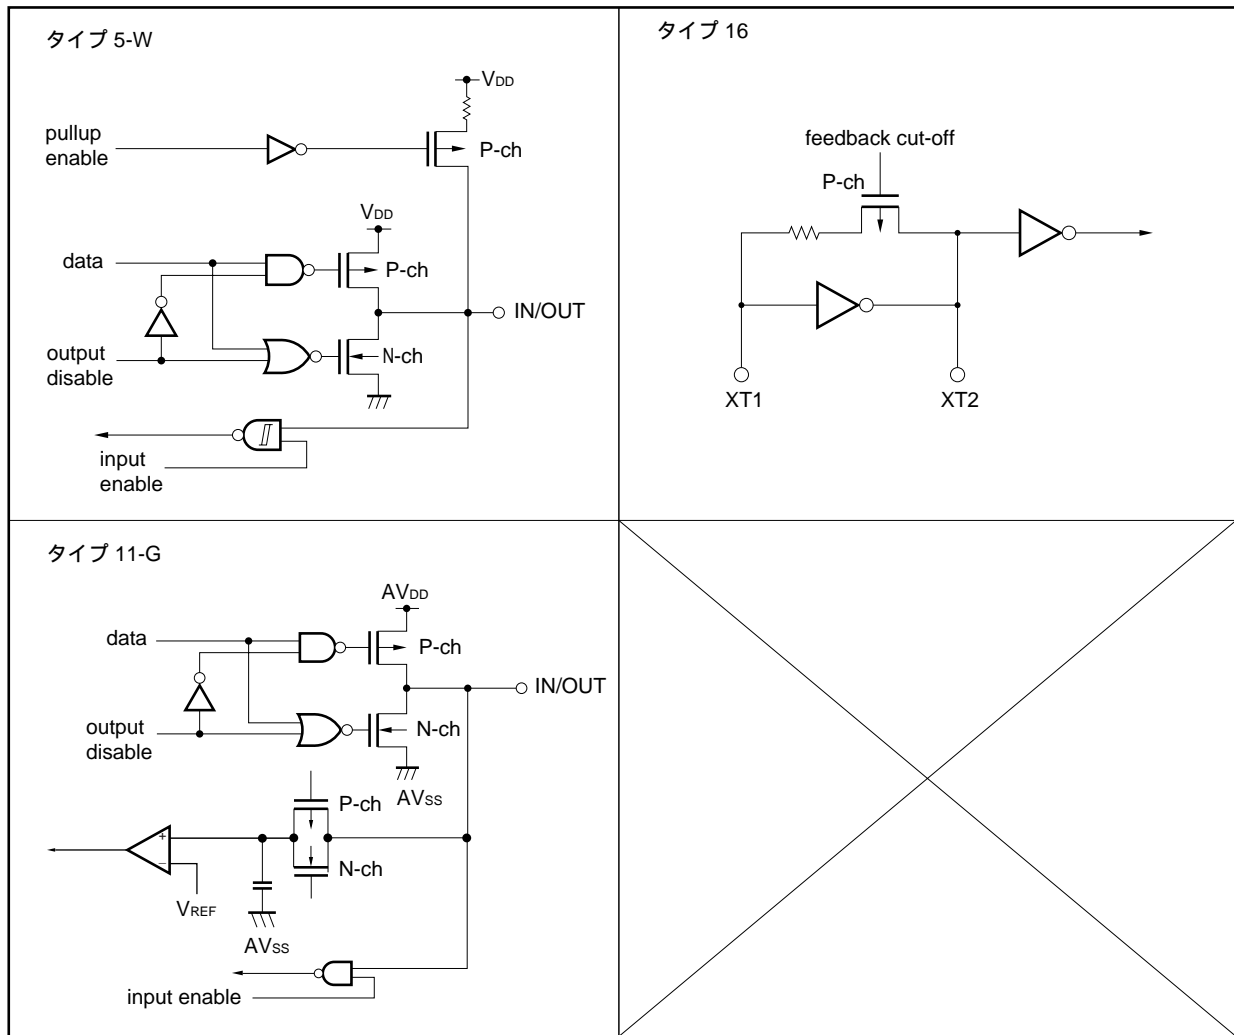 タイプ 5-W
VDD
pullup
enable
P-ch
VDD
data
P-ch
IN/OUT
output
disable
N-ch
input
enable
タイプ 16
feedback cut-off
P-ch
XT1
XT2
タイプ 11-G
AVDD
data
P-ch
IN/OUT
output
disable
N-ch
AVSS
P-ch
+
−
N-ch
VREF
AVSS
input enable